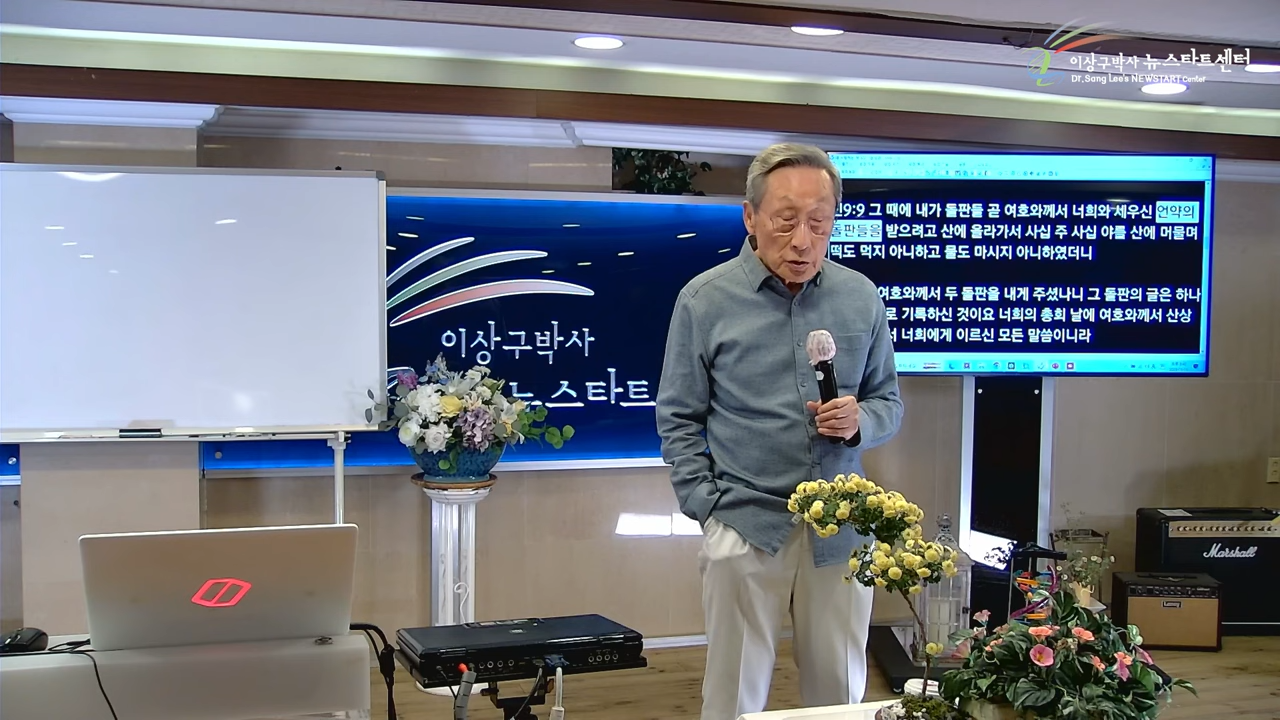 이상구박사 뉴스타트센터
Dr.Sang Lee's NEWSTART Center
9:9 그 때에 내가 돌판들 곧 여호와께서 너희와 세우신 언약의
돌판들을 받으려고 산에 올라가서 사십 주 사십 야를 산에 머물며
떡도 먹지 아니하고 물도 마시지 아니하였더니
여호와께서 두 돌판을 내게 주셨나니 그 돌판의 글은 하나
로 기록하신 것이요 너희의 총회 날에 여호와께서 산상
너희에게 이르신 모든 말씀이니라
이상구박사
뉴스타트
Marshall
Laney